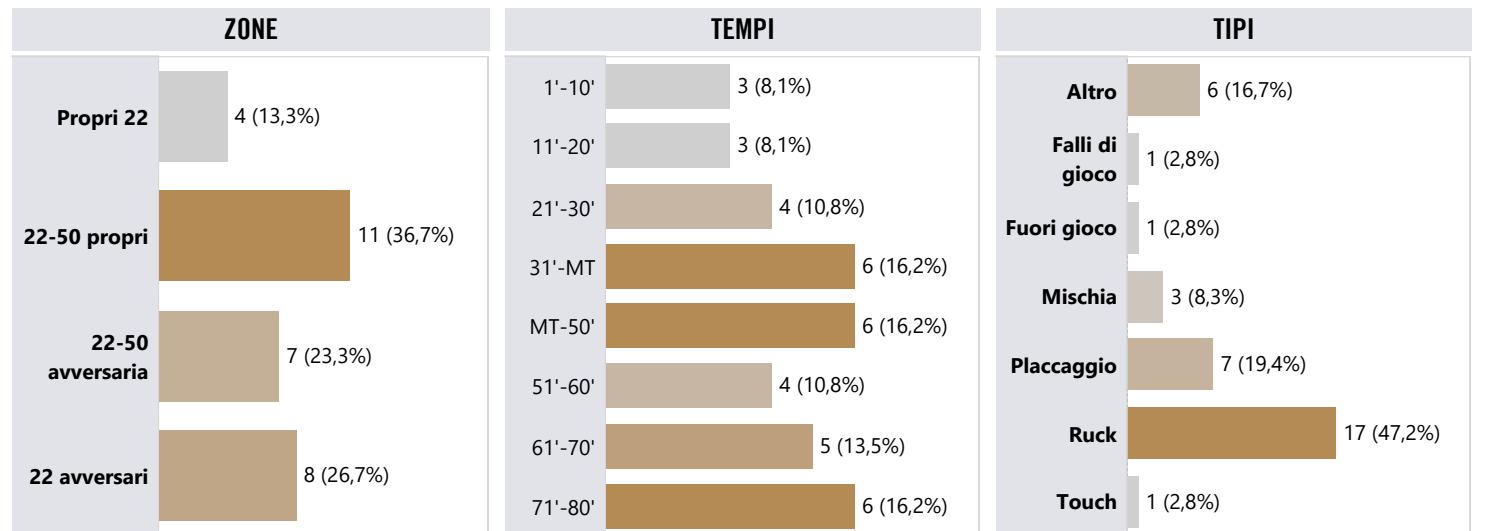 ZONE
Propri 22
4 (13,3%)
22-50 propri
11 (36,7%)
22-50
avversaria
7 (23,3%)
22 avversari
8 (26,7%)
TEMPI
1'-10'
3 (8,1%)
11'-20'
3 (8,1%)
21'-30'
4 (10,8%)
31'-MT
6 (16,2%)
MT-50'
6 (16,2%)
51'-60'
4 (10,8%)
61'-70'
5 (13,5%)
71'-80'
6 (16,2%)
TIPI
Altro
6 (16,7%)
Falli di
gioco
1 (2,8%)
Fuori gioco
1 (2,8%)
Mischia
3 (8,3%)
Placcaggio
7 (19,4%)
Ruck
17 (47,2%)
Touch
1 (2,8%)